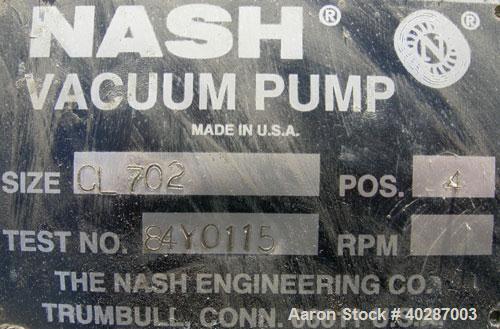 NASH ® ®
N
VACUUM PUMP
MADE IN U.S.A.
SIZE CL 702 POS. 4
TEST NO. 84Y0115 RPM
THE NASH ENGINEERING CO.
TRUMBULL, CONN.
Aaron Stock # 40287003